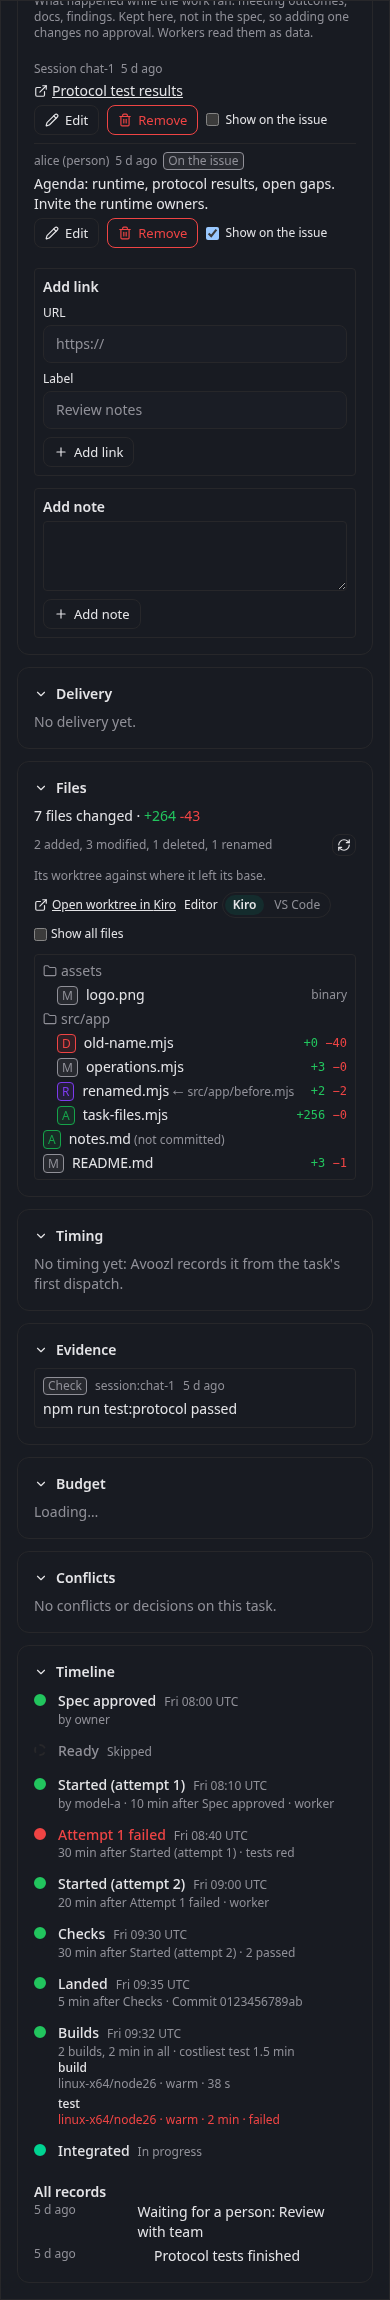 What happened while the work ran: meeting outcomes,
docs, findings. Kept here, not in the spec, so adding one
changes no approval. Workers read them as data.
Session chat-1 5 d ago
Protocol test results
Edit Remove Show on the issue
alice (person) 5 d ago On the issue
Agenda: runtime, protocol results, open gaps.
Invite the runtime owners.
Edit Remove Show on the issue
Add link
URL
https://
Label
Review notes
Add link
Add note
Add note
Delivery
No delivery yet.
Files
7 files changed · +264 -43
2 added, 3 modified, 1 deleted, 1 renamed
Its worktree against where it left its base.
Open worktree in Kiro Editor Kiro VS Code
Show all files
assets
M logo.png binary
src/app
D old-name.mjs +0 −40
M operations.mjs +3 −0
R renamed.mjs ← src/app/before.mjs +2 −2
A task-files.mjs +256 −0
A notes.md (not committed)
M README.md +3 −1
Timing
No timing yet: Avoozl records it from the task's
first dispatch.
Evidence
Check session:chat-1 5 d ago
npm run test:protocol passed
Budget
Loading...
Conflicts
No conflicts or decisions on this task.
Timeline
Spec approved Fri 08:00 UTC
by owner
Ready Skipped
Started (attempt 1) Fri 08:10 UTC
by model-a · 10 min after Spec approved · worker
Attempt 1 failed Fri 08:40 UTC
30 min after Started (attempt 1) · tests red
Started (attempt 2) Fri 09:00 UTC
20 min after Attempt 1 failed · worker
Checks Fri 09:30 UTC
30 min after Started (attempt 2) · 2 passed
Landed Fri 09:35 UTC
5 min after Checks · Commit 0123456789ab
Builds Fri 09:32 UTC
2 builds, 2 min in all · costliest test 1.5 min
build
linux-x64/node26 · warm · 38 s
test
linux-x64/node26 · warm · 2 min · failed
Integrated In progress
All records
5 d ago Waiting for a person: Review
with team
5 d ago Protocol tests finished